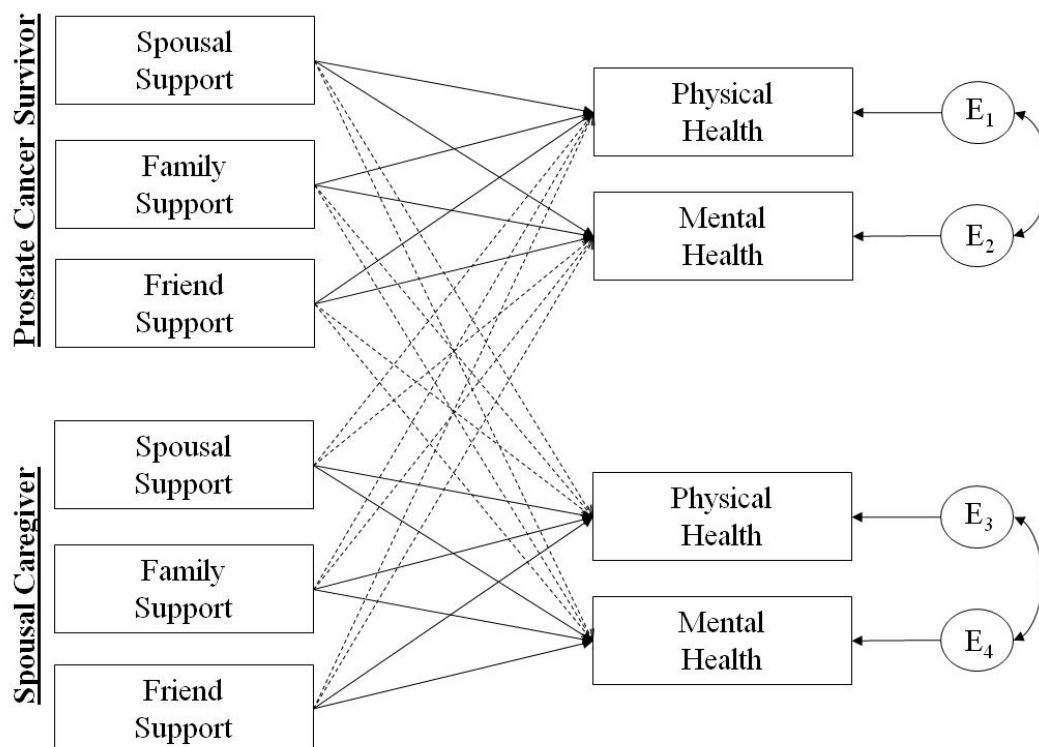 Prostate Cancer Survivor
Spousal
Support
Family
Support
Friend
Support
Physical
Health
Mental
Health
E1
E2
Spousal Caregiver
Spousal
Support
Family
Support
Friend
Support
Physical
Health
Mental
Health
E3
E4